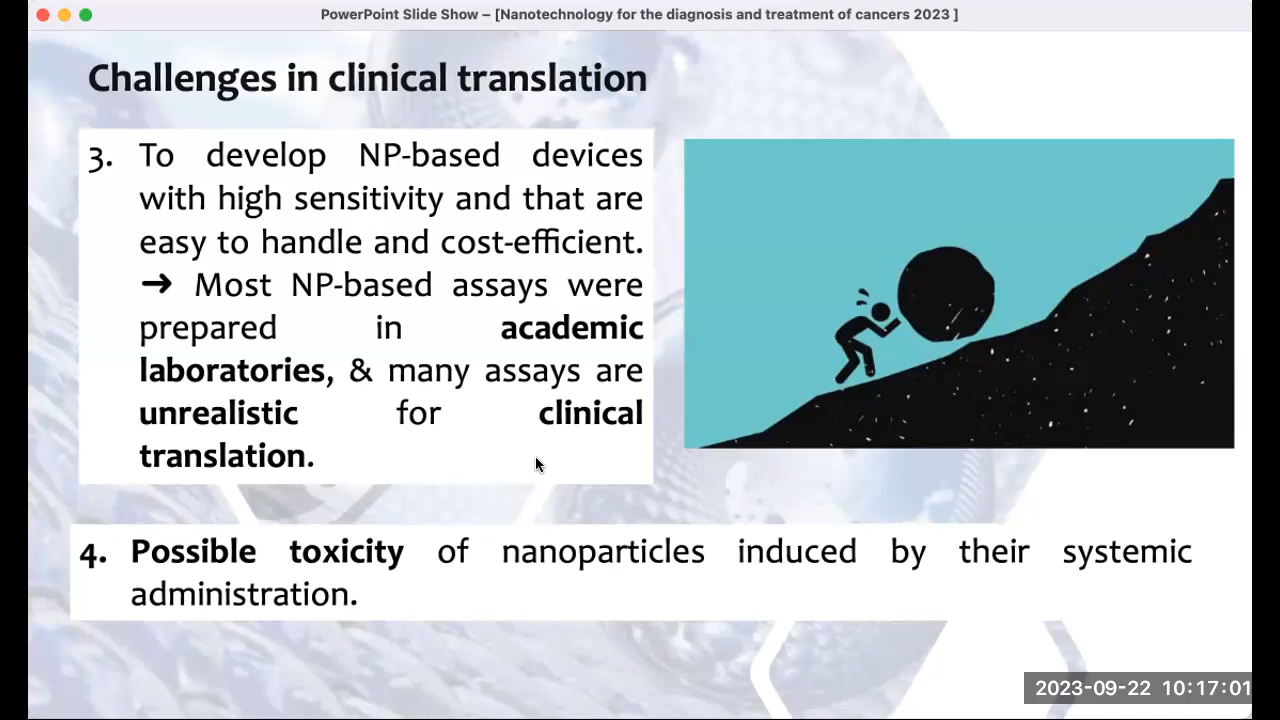 PowerPoint Slide Show – [Nanotechnology for the diagnosis and treatment of cancers 2023 ]
Challenges in clinical translation
3. To develop NP-based devices
with high sensitivity and that are
easy to handle and cost-efficient.
➜ Most NP-based assays were
prepared in academic
laboratories, & many assays are
unrealistic for clinical
translation.
4. Possible toxicity of nanoparticles induced by their systemic
administration.
2023-09-22 10:17:01